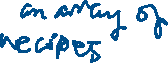 an array of
recipes